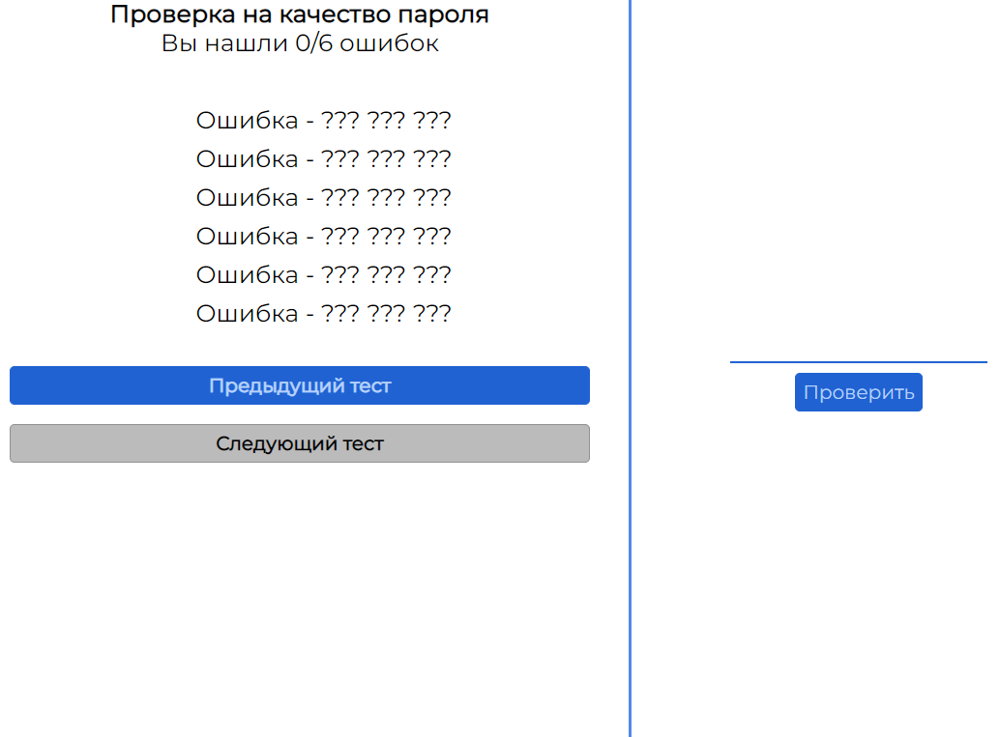 Проверка на качество пароля
Вы нашли 0/6 ошибок
Ошибка - ??? ??? ???
Ошибка - ??? ??? ???
Ошибка - ??? ??? ???
Ошибка - ??? ??? ???
Ошибка - ??? ??? ???
Ошибка - ??? ??? ???
Предыдущий тест
Следующий тест
Проверить